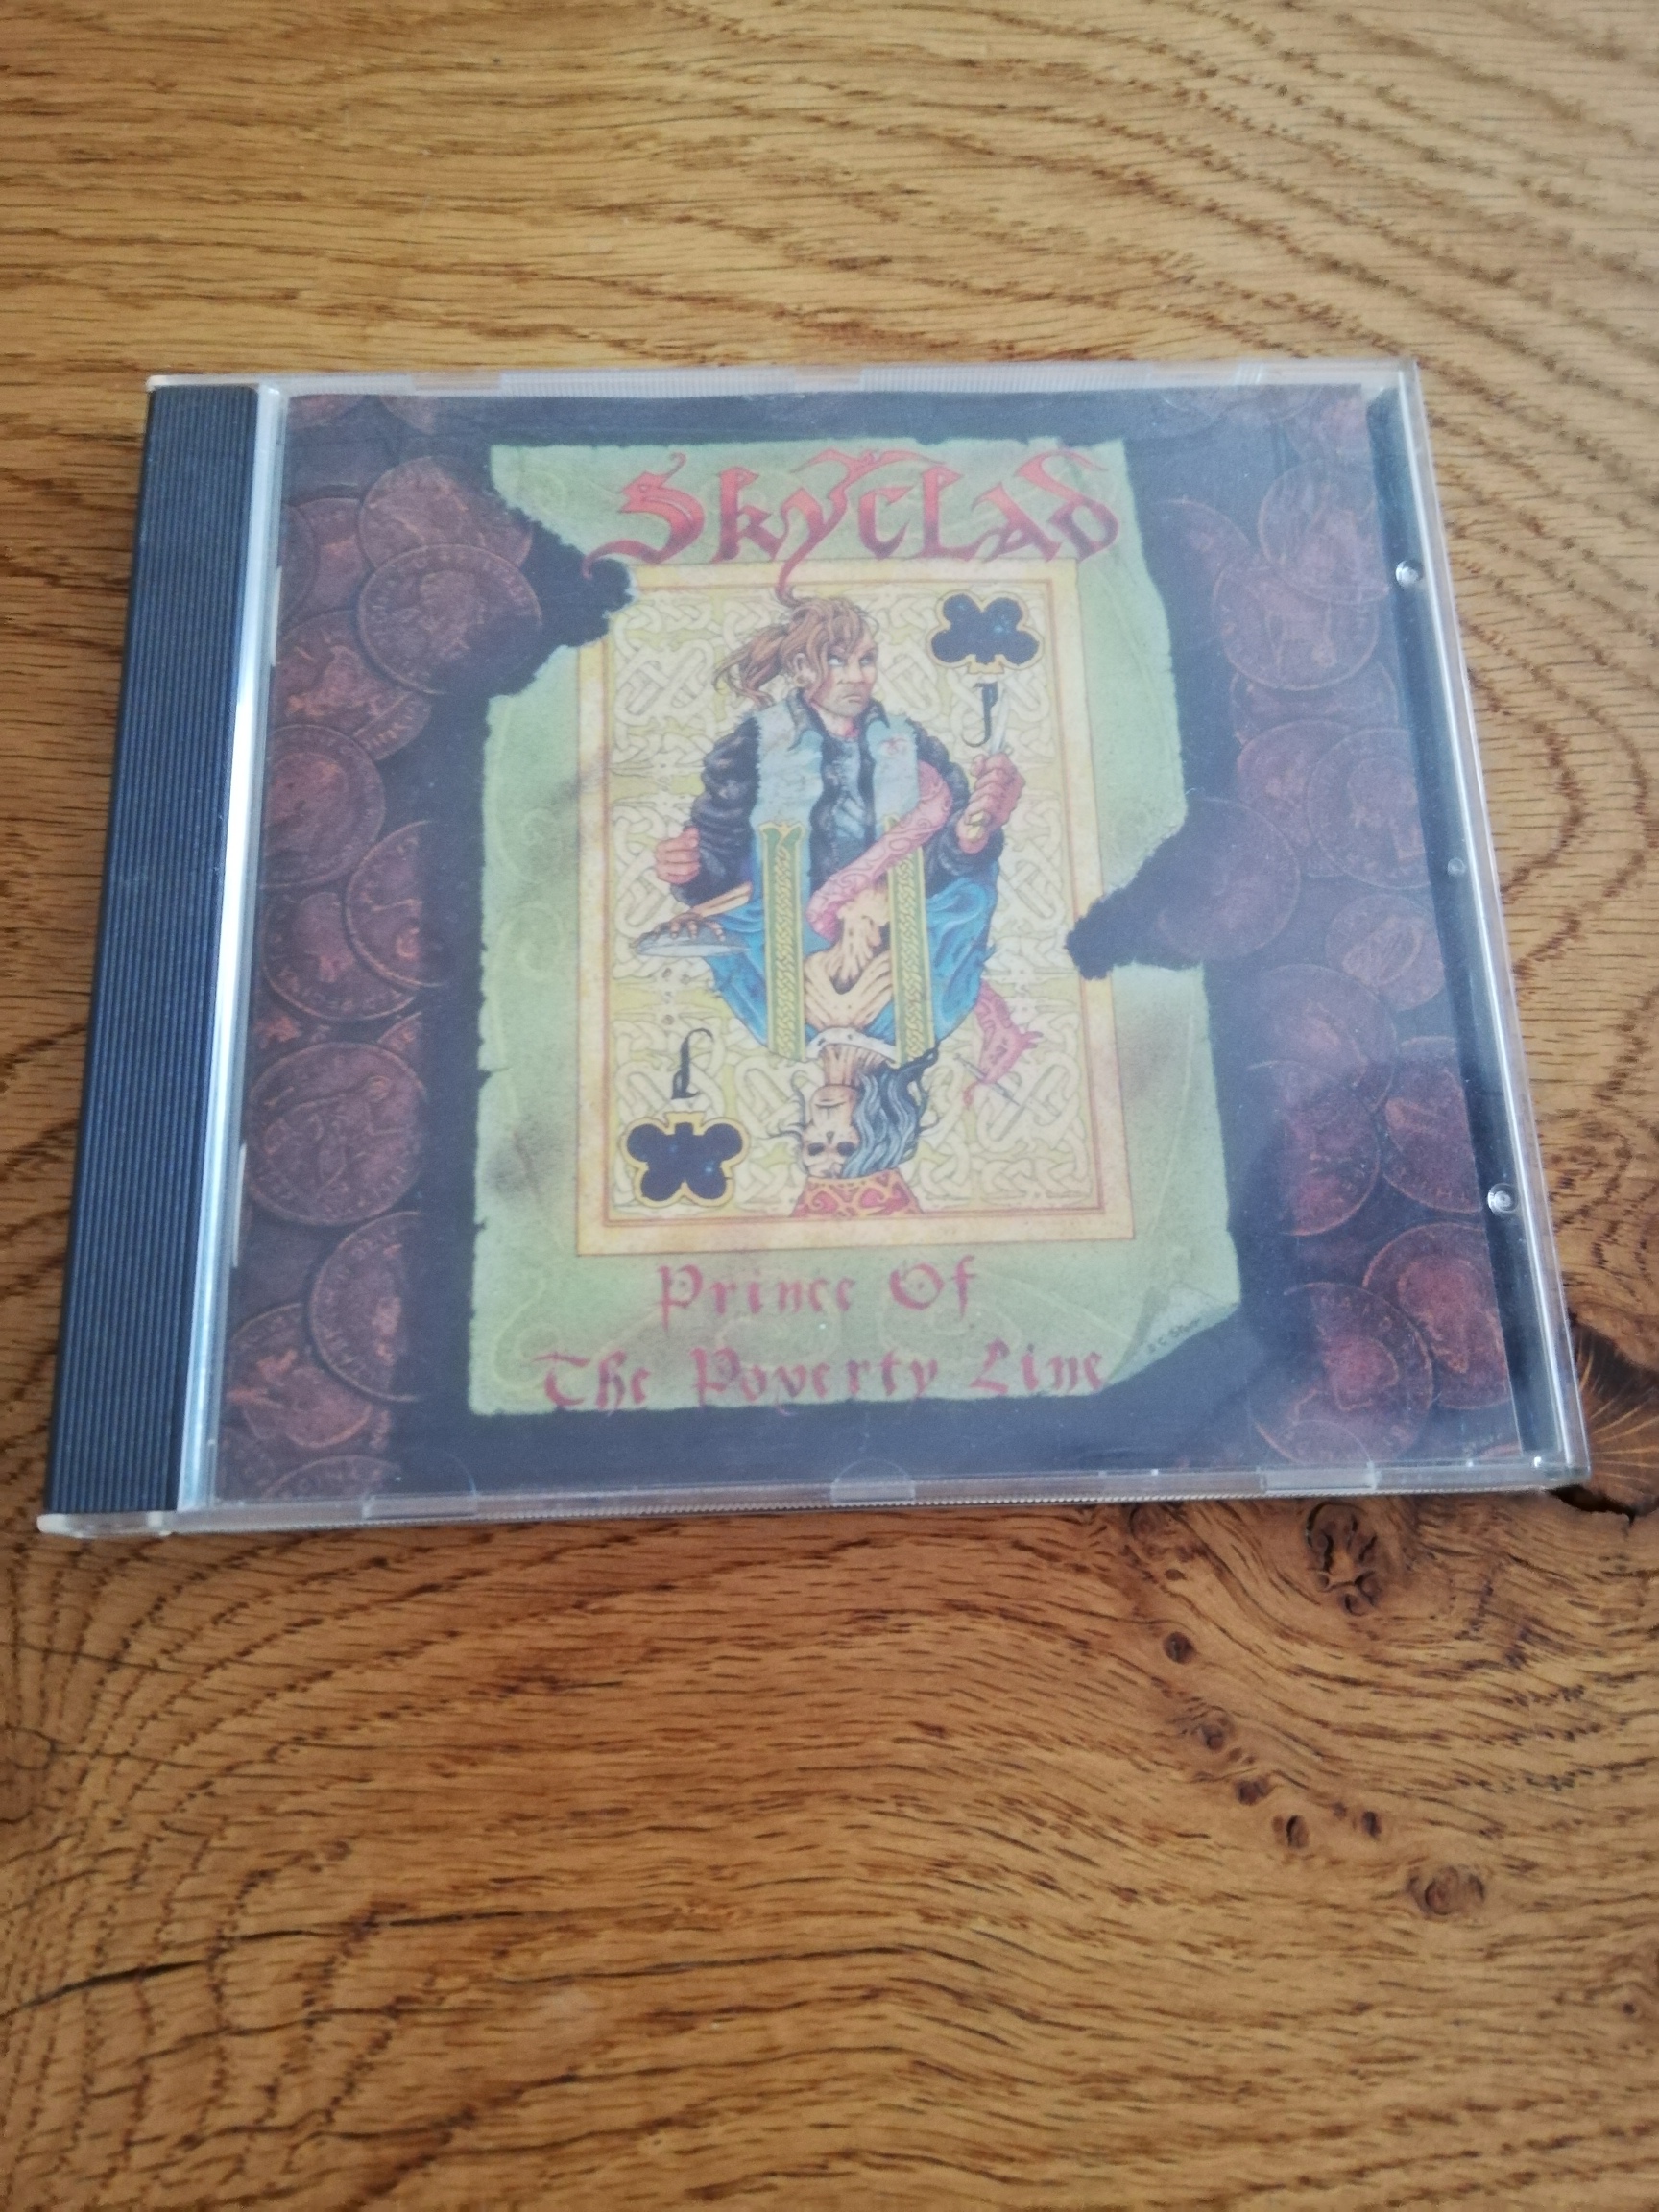 Skyclad
J
J
Prince Of
The Poverty Line